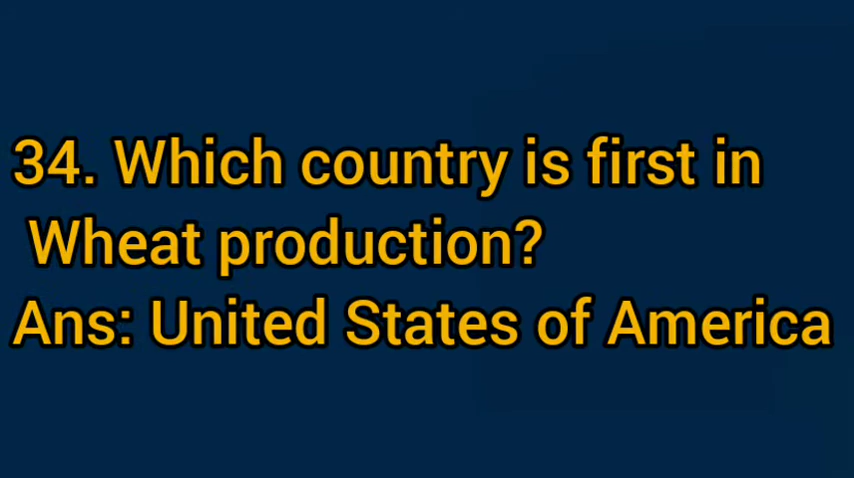 34. Which country is first in
Wheat production?
Ans: United States of America